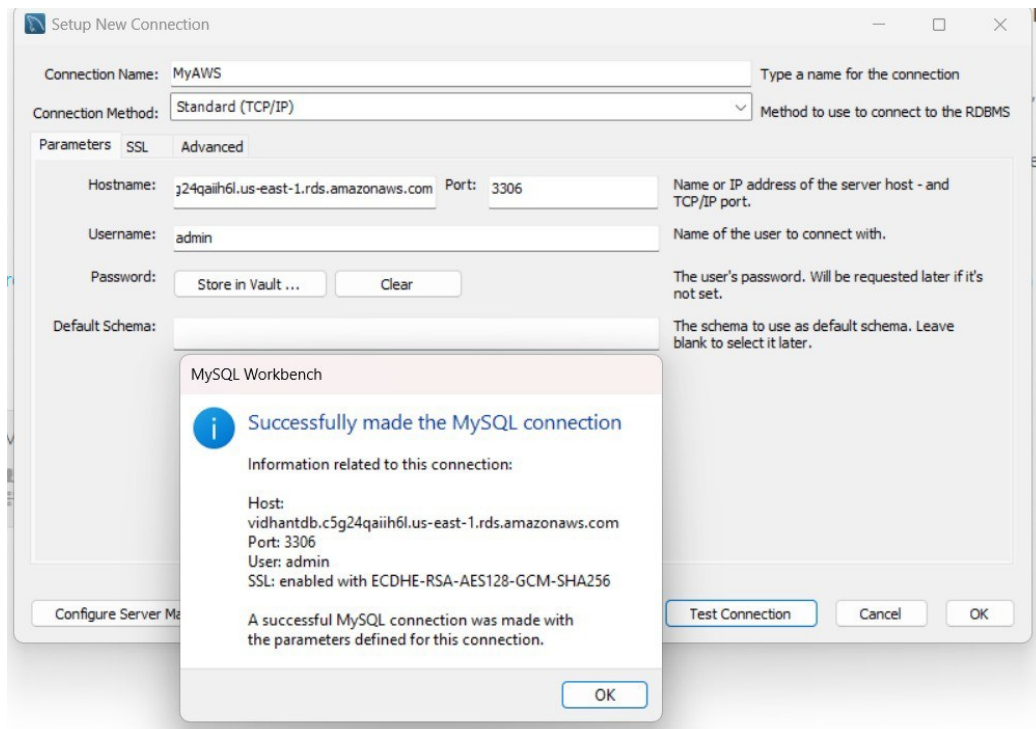 Setup New Connection
Connection Name: MyAWS Type a name for the connection
Connection Method: Standard (TCP/IP) Method to use to connect to the RDBMS
Parameters SSL Advanced
Hostname: g24qaiih6l.us-east-1.rds.amazonaws.com Port: 3306 Name or IP address of the server host - and
TCP/IP port.
Username: admin Name of the user to connect with.
Password: Store in Vault ... Clear The user's password. Will be requested later if it's
not set.
Default Schema: The schema to use as default schema. Leave
blank to select it later.
MySQL Workbench
Successfully made the MySQL connection
Information related to this connection:
Host:
vidhantdb.c5g24qaiih6l.us-east-1.rds.amazonaws.com
Port: 3306
User: admin
SSL: enabled with ECDHE-RSA-AES128-GCM-SHA256
A successful MySQL connection was made with
the parameters defined for this connection.
OK
Configure Server Ma Test Connection Cancel OK